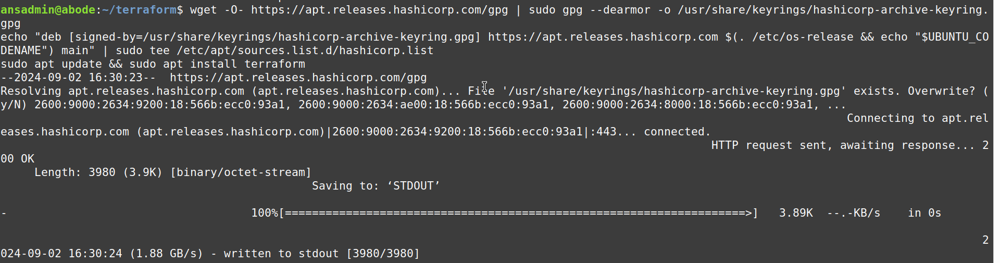 ansadmin@abode:~/terraform$ wget -O- https://apt.releases.hashicorp.com/gpg | sudo gpg --dearmor -o /usr/share/keyrings/hashicorp-archive-keyring.
gpg
echo "deb [signed-by=/usr/share/keyrings/hashicorp-archive-keyring.gpg] https://apt.releases.hashicorp.com $(. /etc/os-release && echo "$UBUNTU_CO
DENAME") main" | sudo tee /etc/apt/sources.list.d/hashicorp.list
sudo apt update && sudo apt install terraform
--2024-09-02 16:30:23--  https://apt.releases.hashicorp.com/gpg
Resolving apt.releases.hashicorp.com (apt.releases.hashicorp.com)... File '/usr/share/keyrings/hashicorp-archive-keyring.gpg' exists. Overwrite? (
y/N) 2600:9000:2634:9200:18:566b:ecc0:93a1, 2600:9000:2634:ae00:18:566b:ecc0:93a1, 2600:9000:2634:8000:18:566b:ecc0:93a1, ...
Connecting to apt.rel
eases.hashicorp.com (apt.releases.hashicorp.com)|2600:9000:2634:9200:18:566b:ecc0:93a1|:443... connected.
HTTP request sent, awaiting response... 2
00 OK
Length: 3980 (3.9K) [binary/octet-stream]
Saving to: ‘STDOUT’
- 100%[====================================================================>] 3.89K --.-KB/s in 0s
2
024-09-02 16:30:24 (1.88 GB/s) - written to stdout [3980/3980]